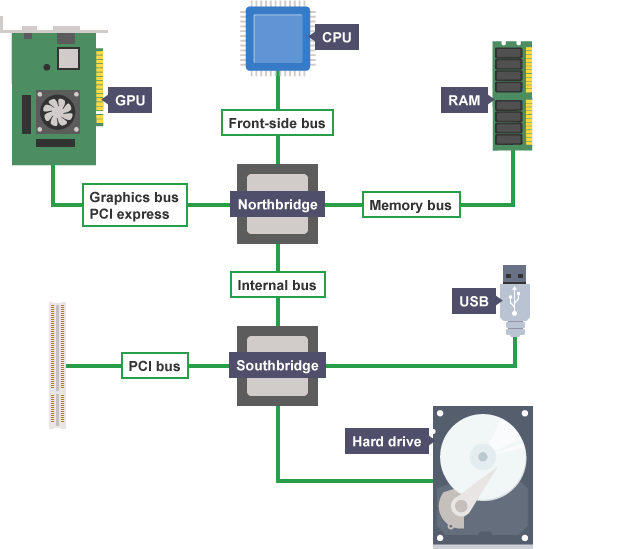 CPU
GPU
RAM
Front-side bus
Graphics bus
PCI express
Northbridge
Memory bus
Internal bus
USB
PCI bus
Southbridge
Hard drive